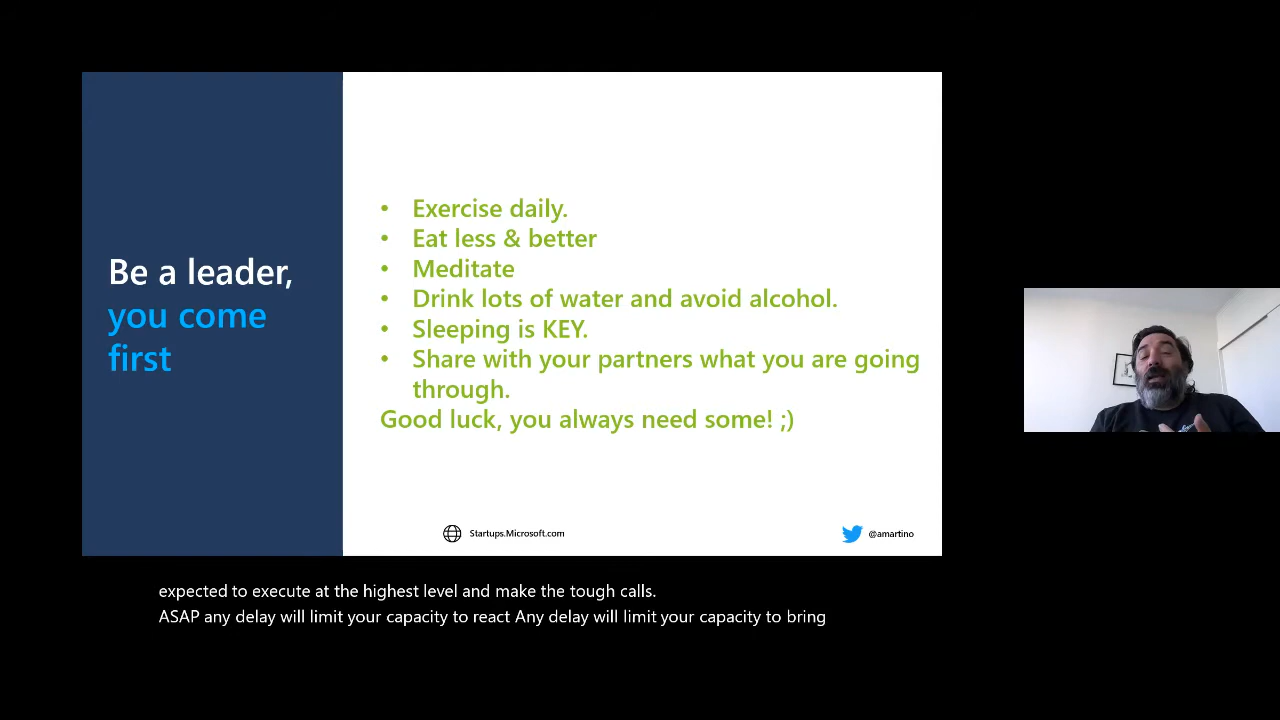 Be a leader,
you come
first
• Exercise daily.
• Eat less & better
• Meditate
• Drink lots of water and avoid alcohol.
• Sleeping is KEY.
• Share with your partners what you are going
through.
Good luck, you always need some! ;)
Startups.Microsoft.com
@amartino
expected to execute at the highest level and make the tough calls.
ASAP any delay will limit your capacity to react Any delay will limit your capacity to bring